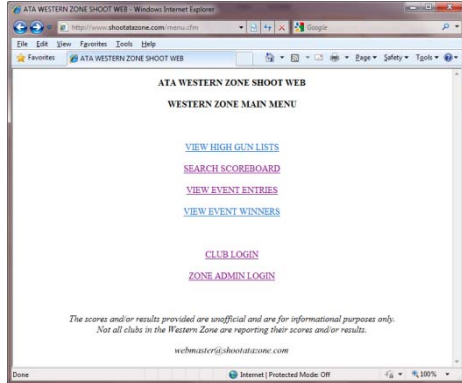 ATA WESTERN ZONE SHOOT WEB - Windows Internet Explorer
http://www.shootatazone.com/menu.cfm
Google
File Edit View Favorites Tools Help
Favorites ATA WESTERN ZONE SHOOT WEB Page Safety Tools
ATA WESTERN ZONE SHOOT WEB
WESTERN ZONE MAIN MENU
VIEW HIGH GUN LISTS
SEARCH SCOREBOARD
VIEW EVENT ENTRIES
VIEW EVENT WINNERS
CLUB LOGIN
ZONE ADMIN LOGIN
The scores and/or results provided are unofficial and are for informational purposes only.
Not all clubs in the Western Zone are reporting their scores and/or results.
webmaster@shootatazone.com
Done Internet | Protected Mode: Off 100%